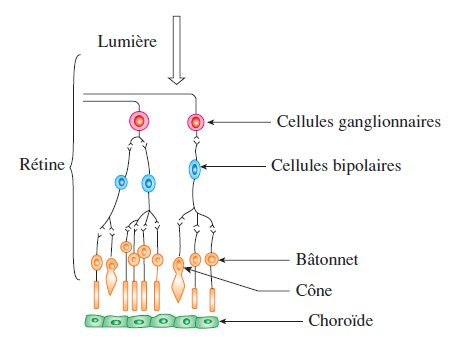 Lumière
Cellules ganglionnaires
Rétine
Cellules bipolaires
Bâtonnet
Cône
Choroïde